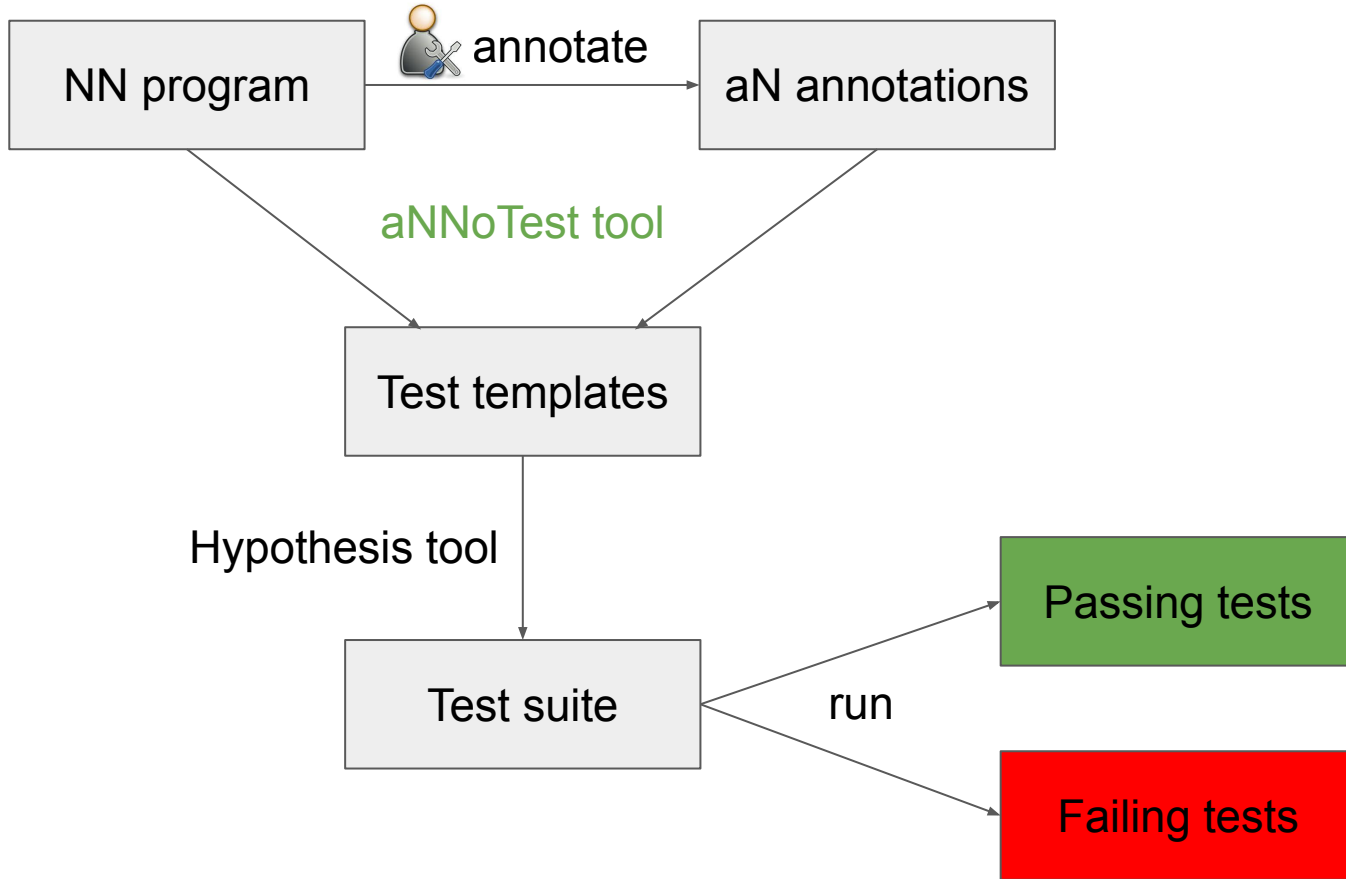 annotate
NN program
aN annotations
aNNoTest tool
Test templates
Hypothesis tool
Passing tests
Test suite
run
Failing tests